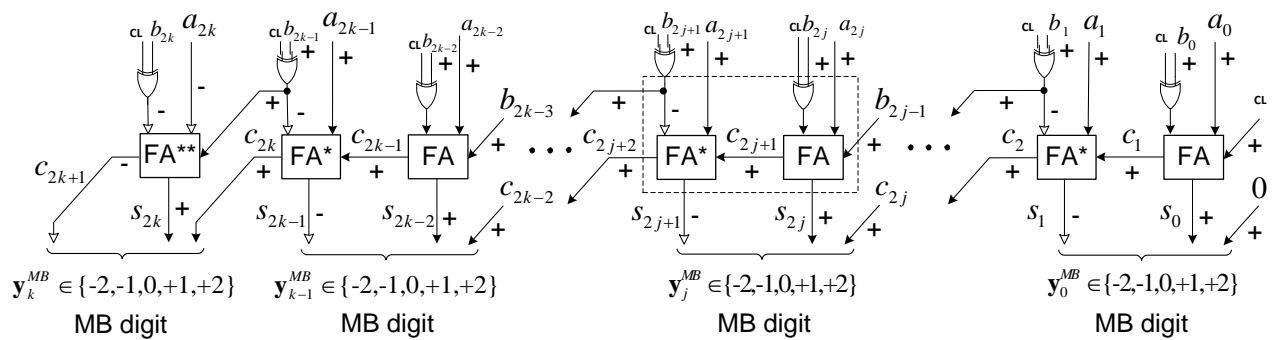 CL b_{2k} a_{2k} CL b_{2k-1} a_{2k-1} CL b_{2k-2} a_{2k-2} b_{2j+1} a_{2j+1} CL b_{2j} a_{2j} CL b_1 a_1 CL b_0 a_0
+ + + + + + + + + + +
- - + - b_{2k-3} + - b_{2j-1} + - CL
c_{2k+1} - FA** c_{2k} + FA* c_{2k-1} + FA + • • • c_{2j+2} + FA* c_{2j+1} + FA + • • • c_2 + FA* c_1 + FA +
s_{2k} + s_{2k-1} - s_{2k-2} + c_{2k-2} + s_{2j+1} - s_{2j} + c_{2j} + s_1 - s_0 + 0 +
y_k^{MB} ∈{-2,-1,0,+1,+2} y_{k-1}^{MB} ∈{-2,-1,0,+1,+2} y_j^{MB} ∈{-2,-1,0,+1,+2} y_0^{MB} ∈{-2,-1,0,+1,+2}
MB digit MB digit MB digit MB digit